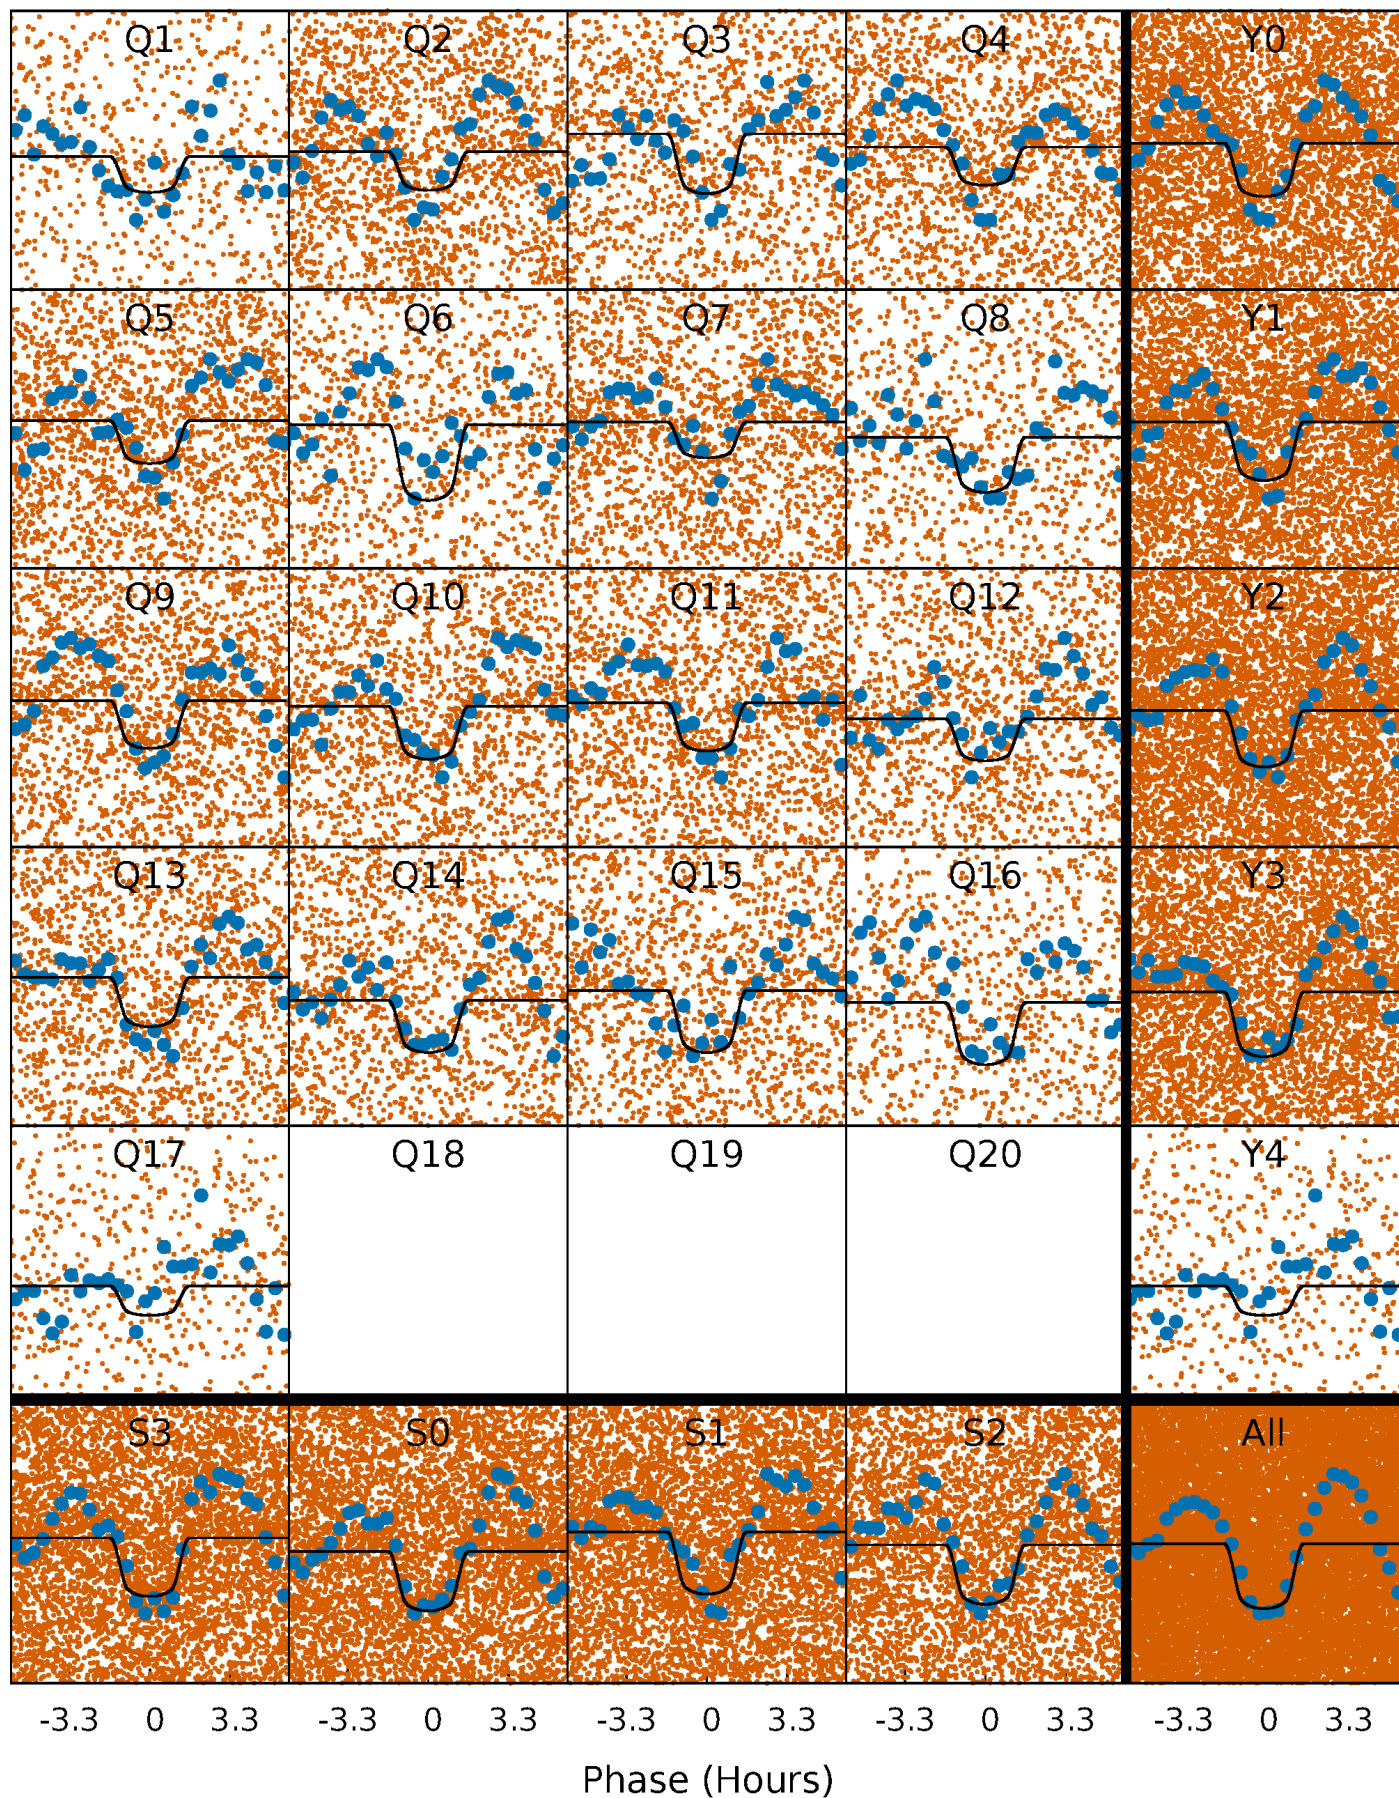 Q1 Q2 Q3 Q4 Y0
Q5 Q6 Q7 Q8 Y1
Q9 Q10 Q11 Q12 Y2
Q13 Q14 Q15 Q16 Y3
Q17 Q18 Q19 Q20 Y4
S3 S0 S1 S2 All
-3.3 0 3.3 -3.3 0 3.3 -3.3 0 3.3 -3.3 0 3.3 -3.3 0 3.3
Phase (Hours)